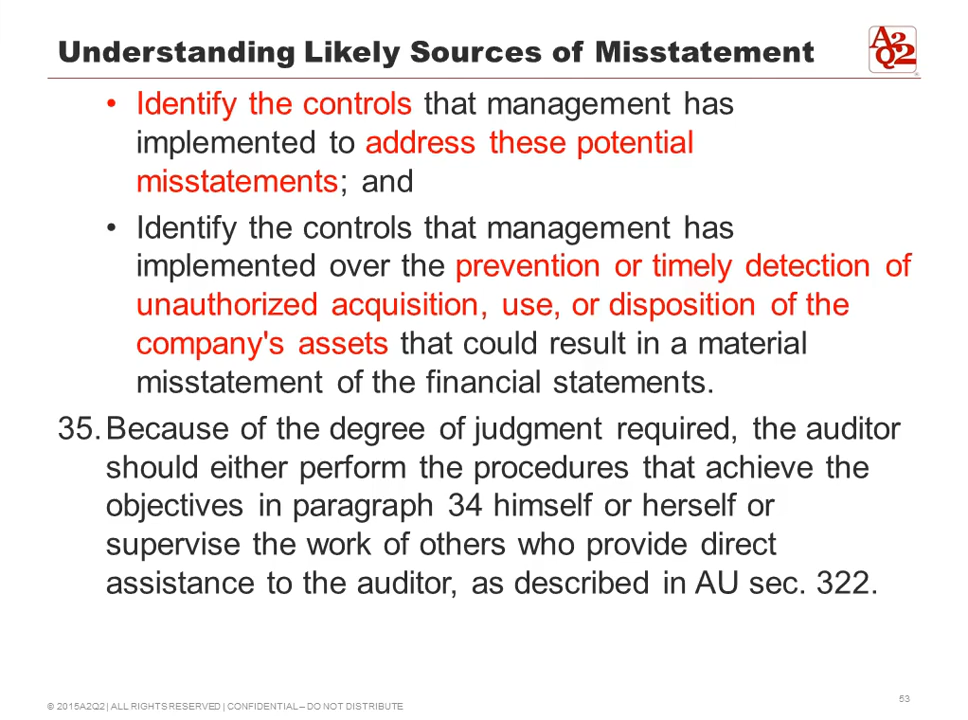 Understanding Likely Sources of Misstatement
A2
Q2
• Identify the controls that management has
implemented to address these potential
misstatements; and
• Identify the controls that management has
implemented over the prevention or timely detection of
unauthorized acquisition, use, or disposition of the
company's assets that could result in a material
misstatement of the financial statements.
35. Because of the degree of judgment required, the auditor
should either perform the procedures that achieve the
objectives in paragraph 34 himself or herself or
supervise the work of others who provide direct
assistance to the auditor, as described in AU sec. 322.
© 2015A2Q2 | ALL RIGHTS RESERVED | CONFIDENTIAL – DO NOT DISTRIBUTE
53